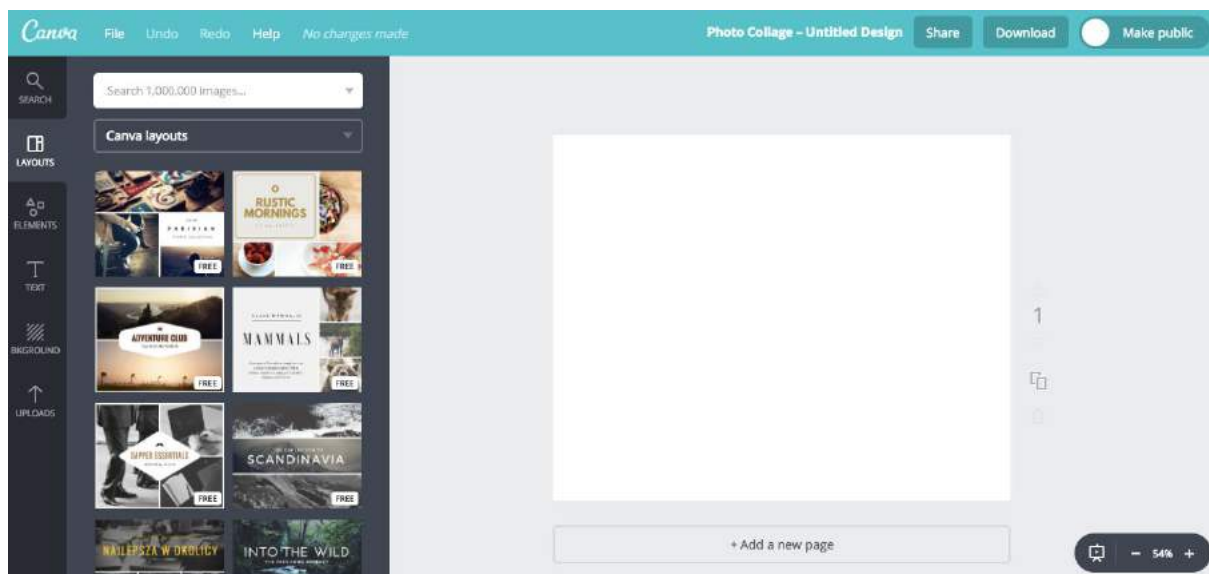 Canva File Undo Redo Help No changes made Photo Collage – Untitled Design Share Download Make public
SEARCH
LAYOUTS
ELEMENTS
TEXT
BKGROUND
UPLOADS
Search 1,000,000 images...
Canva layouts
PARISIAN
FREE
RUSTIC
MORNINGS
FREE
ADVENTURE CLUB
FREE
MAMMALS
FREE
DAPPER ESSENTIALS
FREE
SCANDINAVIA
FREE
NAJLEPSZA W OKOLICY
INTO THE WILD
1
+ Add a new page
– 54% +